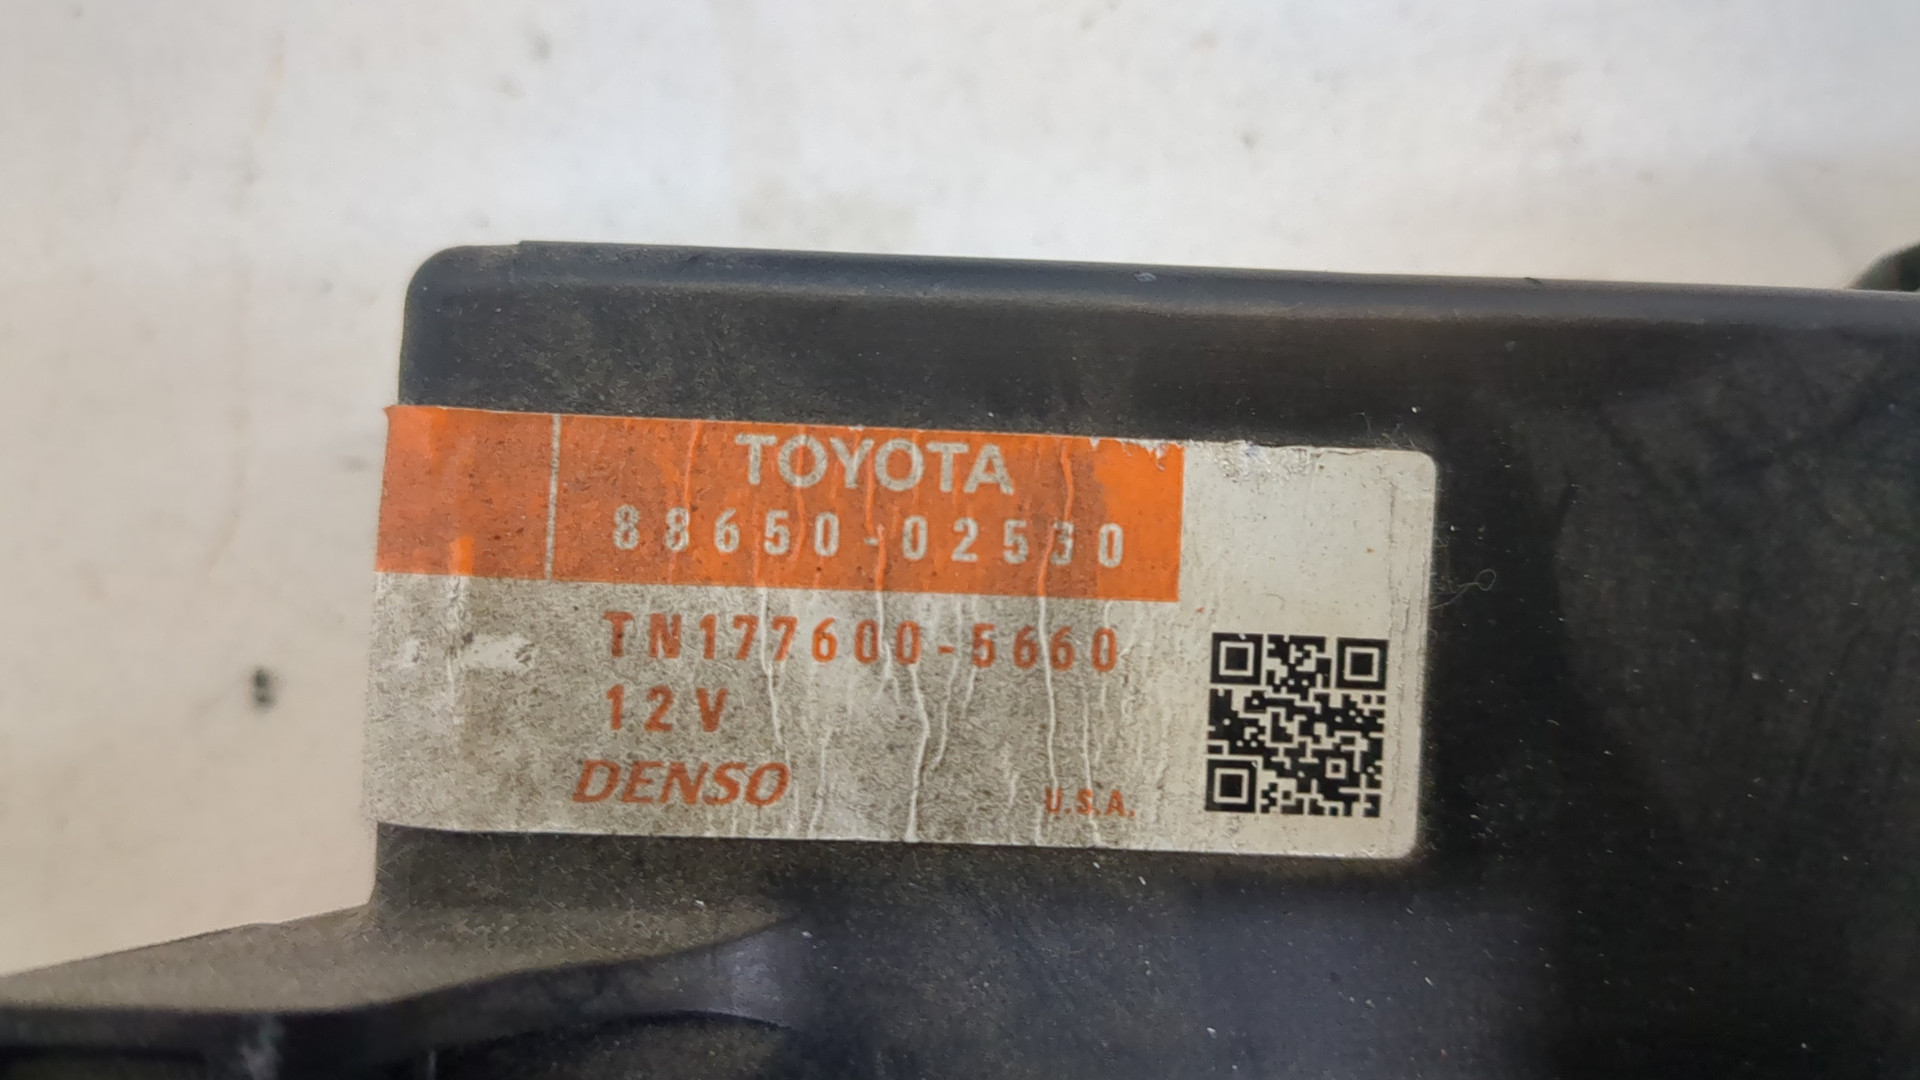 TOYOTA
88650-02530
TN177600-5660
12V
DENSO
U.S.A.